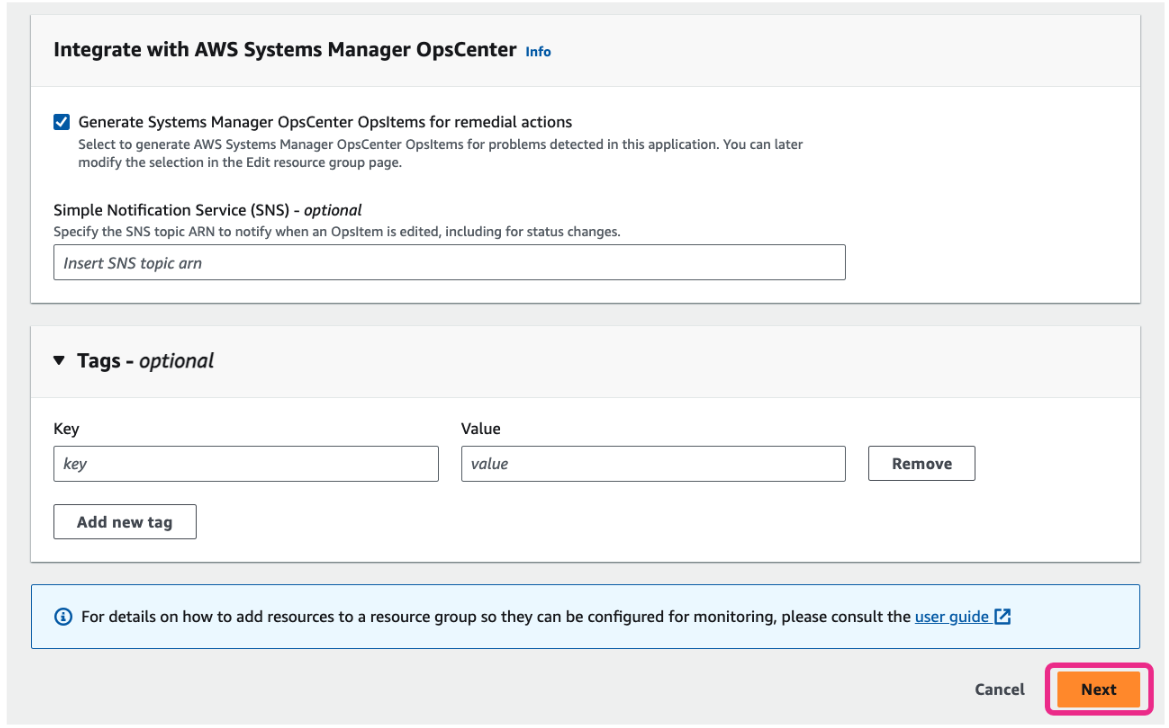 Integrate with AWS Systems Manager OpsCenter Info
Generate Systems Manager OpsCenter OpsItems for remedial actions
Select to generate AWS Systems Manager OpsCenter OpsItems for problems detected in this application. You can later
modify the selection in the Edit resource group page.
Simple Notification Service (SNS) - optional
Specify the SNS topic ARN to notify when an OpsItem is edited, including for status changes.
Insert SNS topic arn
Tags - optional
Key Value
key value Remove
Add new tag
For details on how to add resources to a resource group so they can be configured for monitoring, please consult the user guide
Cancel Next